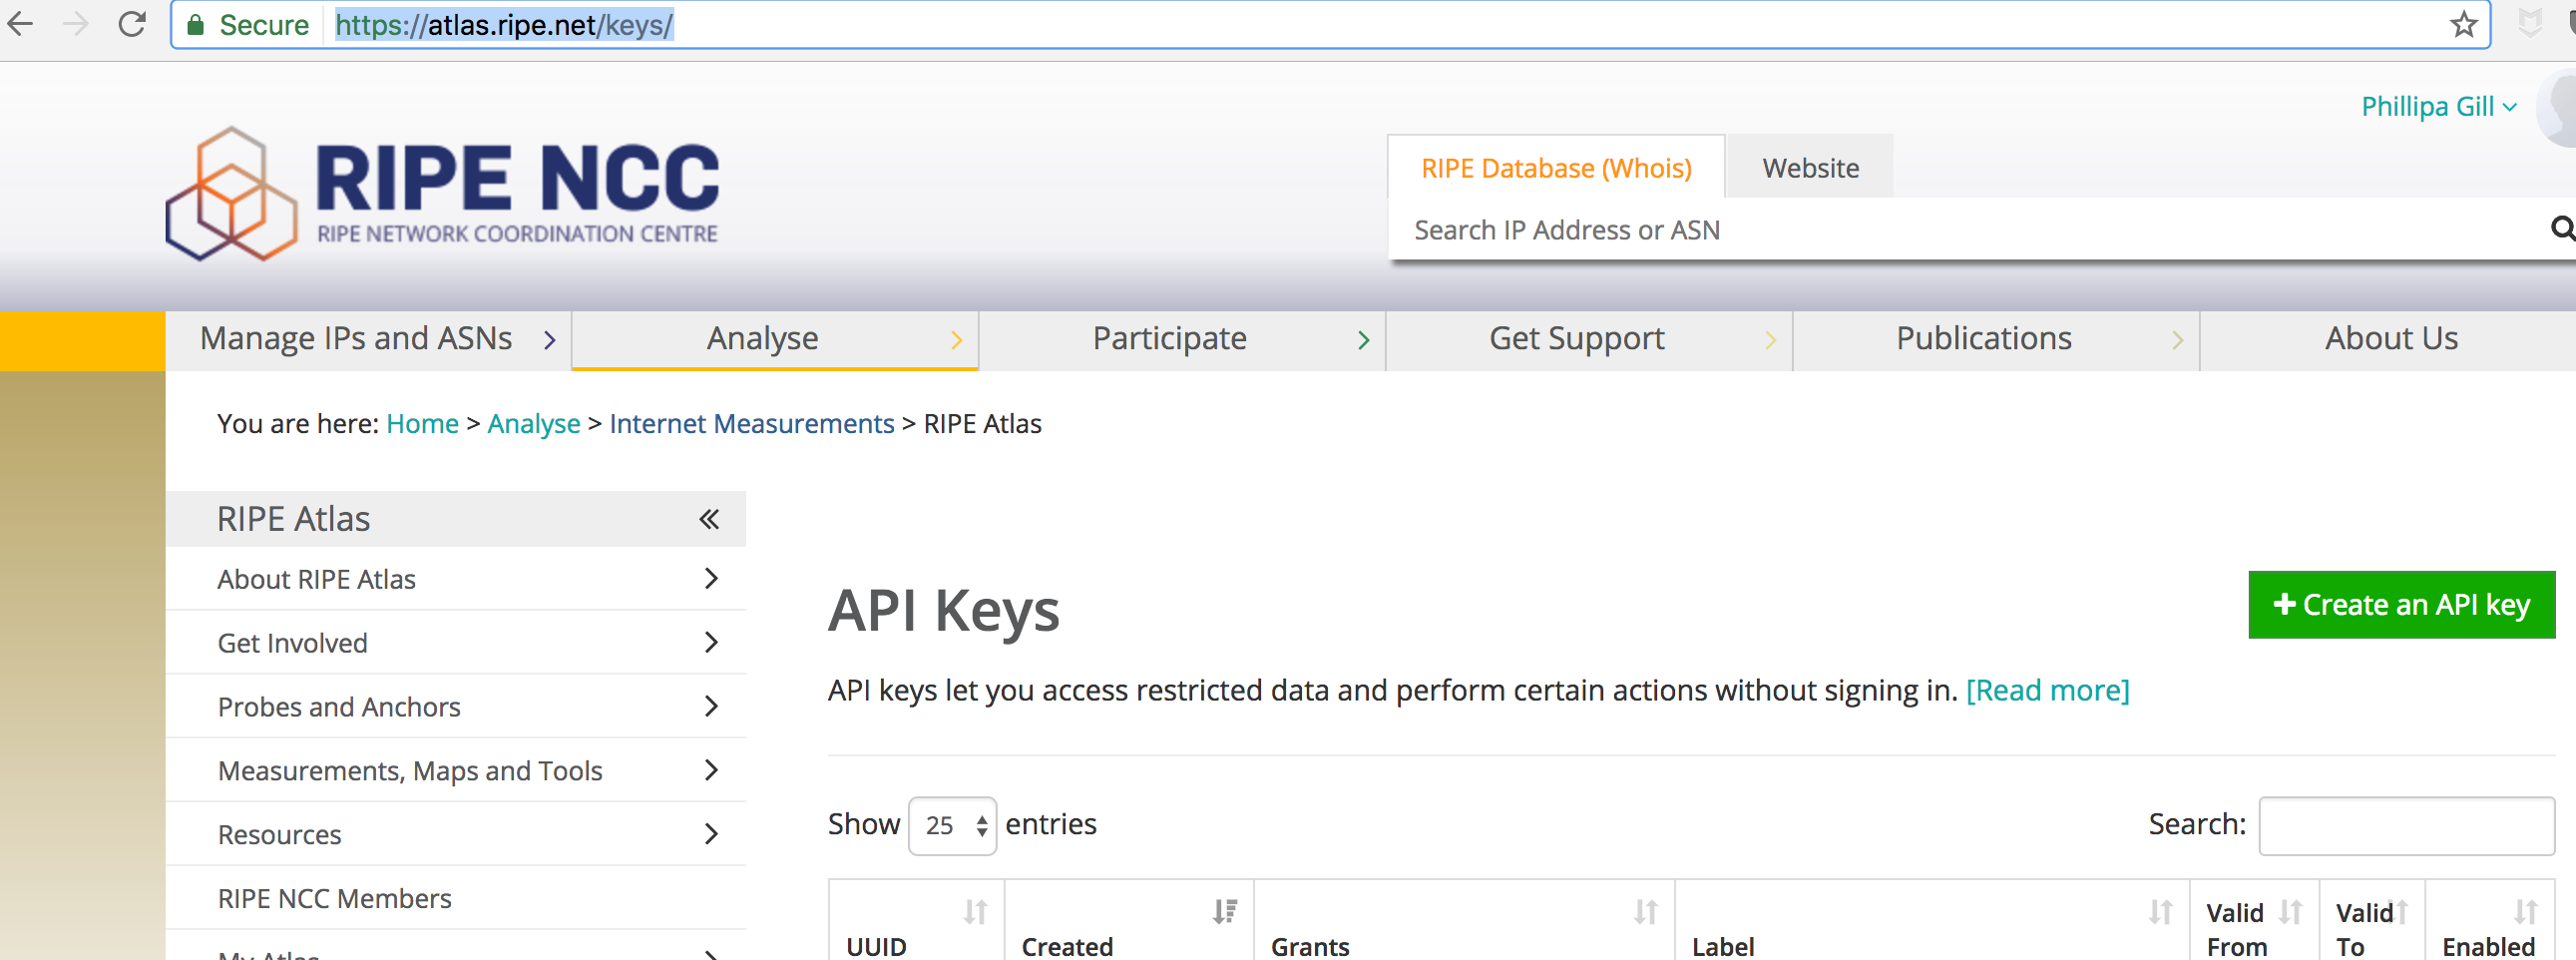 Secure https://atlas.ripe.net/keys/
Phillipa Gill
RIPE NCC
RIPE NETWORK COORDINATION CENTRE
RIPE Database (Whois) Website
Search IP Address or ASN
Manage IPs and ASNs Analyse Participate Get Support Publications About Us
You are here: Home > Analyse > Internet Measurements > RIPE Atlas
RIPE Atlas
About RIPE Atlas
Get Involved
Probes and Anchors
Measurements, Maps and Tools
Resources
RIPE NCC Members
My Atlas
API Keys
+ Create an API key
API keys let you access restricted data and perform certain actions without signing in. [Read more]
Show 25 entries
Search:
UUID Created Grants Label Valid From Valid To Enabled